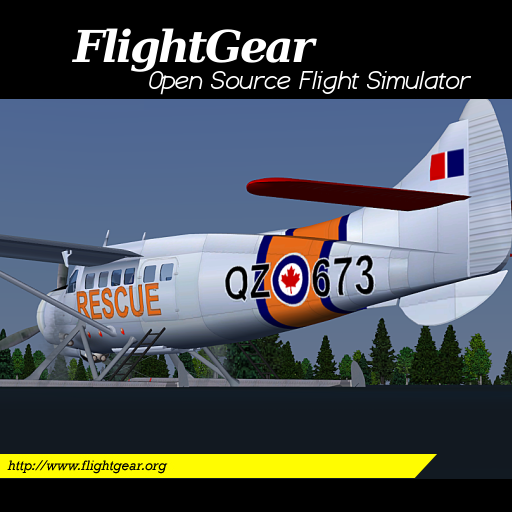 FlightGear
Open Source Flight Simulator
QZ 673
RESCUE
http://www.flightgear.org